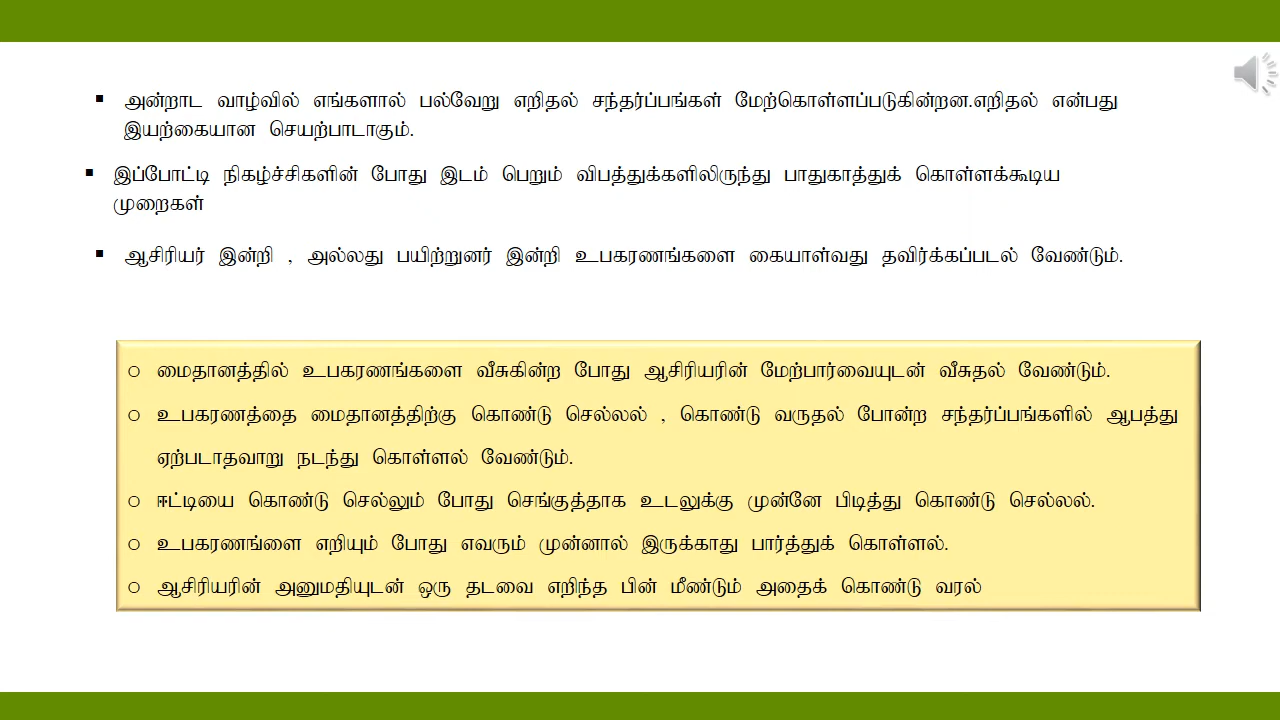 ▪ அன்றாட வாழ்வில் எங்களால் பல்வேறு எறிதல் சந்தர்ப்பங்கள் மேற்கொள்ளப்படுகின்றன.எறிதல் என்பது
இயற்கையான செயற்பாடாகும்.
▪ இப்போட்டி நிகழ்ச்சிகளின் போது இடம் பெறும் விபத்துக்களிலிருந்து பாதுகாத்துக் கொள்ளக்கூடிய
முறைகள்
▪ ஆசிரியர் இன்றி , அல்லது பயிற்றுனர் இன்றி உபகரணங்களை கையாள்வது தவிர்க்கப்படல் வேண்டும்.
o மைதானத்தில் உபகரணங்களை வீசுகின்ற போது ஆசிரியரின் மேற்பார்வையுடன் வீசுதல் வேண்டும்.
o உபகரணத்தை மைதானத்திற்கு கொண்டு செல்லல் , கொண்டு வருதல் போன்ற சந்தர்ப்பங்களில் ஆபத்து
ஏற்படாதவாறு நடந்து கொள்ளல் வேண்டும்.
o ஈட்டியை கொண்டு செல்லும் போது செங்குத்தாக உடலுக்கு முன்னே பிடித்து கொண்டு செல்லல்.
o உபகரணங்ளை எறியும் போது எவரும் முன்னால் இருக்காது பார்த்துக் கொள்ளல்.
o ஆசிரியரின் அனுமதியுடன் ஒரு தடவை எறிந்த பின் மீண்டும் அதைக் கொண்டு வரல்